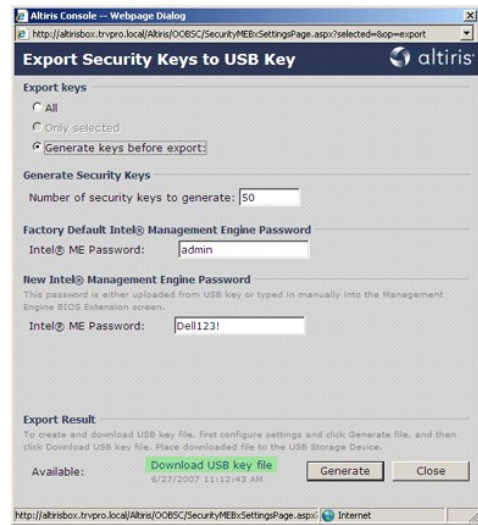 Altiris Console -- Webpage Dialog
http://altirisbox.trvpro.local/Altiris/OOBSC/SecurityMEBxSettingsPage.aspx?selected=&op=export
Export Security Keys to USB Key
altiris
Export keys
All
Only selected
Generate keys before export:
Generate Security Keys
Number of security keys to generate: 50
Factory Default Intel® Management Engine Password
Intel® ME Password: admin
New Intel® Management Engine Password
This password is either uploaded from USB key or typed in manually into the Management
Engine BIOS Extension screen.
Intel® ME Password: Dell123!
Export Result
To create and download USB key file, first configure settings and click Generate file, and then
click Download USB key file. Place downloaded file to the USB Storage Device.
Available: Download USB key file Generate Close
6/27/2007 11:12:43 AM
http://altirisbox.trvpro.local/Altiris/OOBSC/SecurityMEBxSettingsPage.aspx? Internet